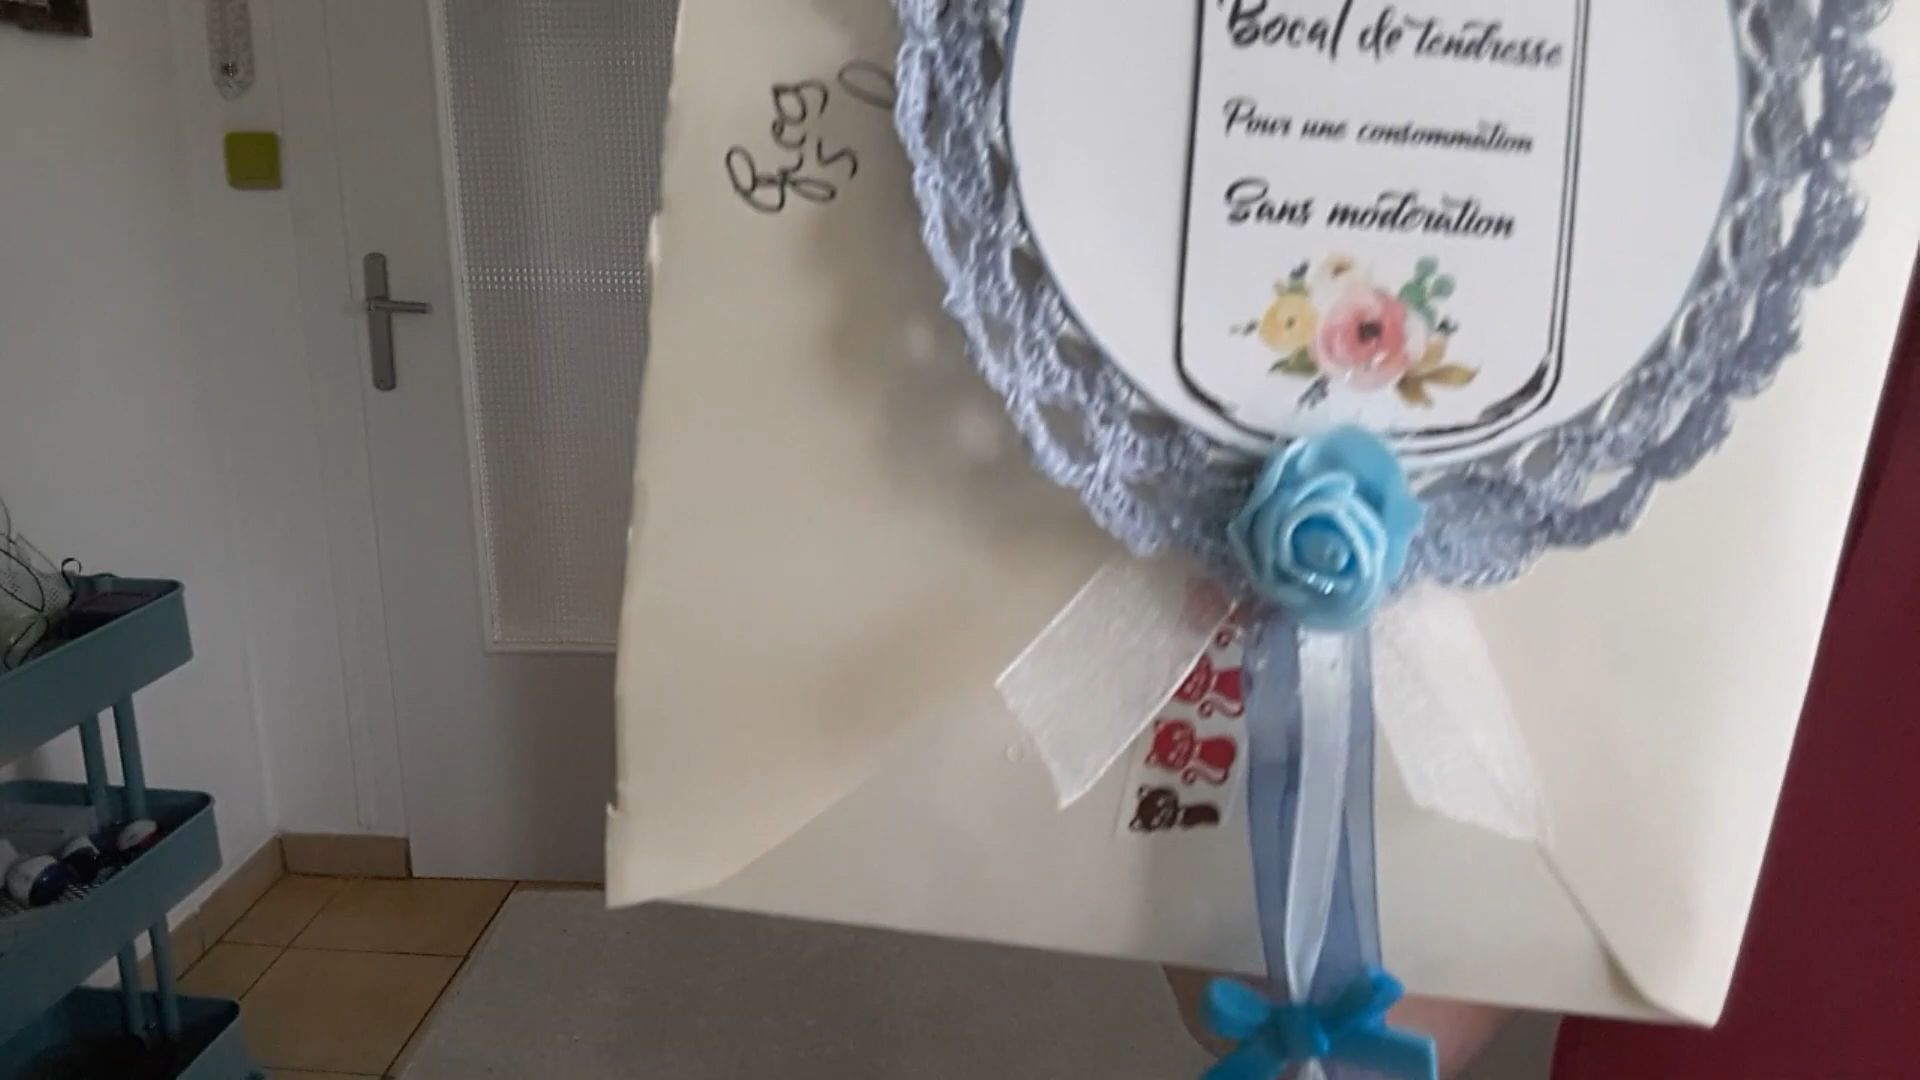 Bocal de tendresse
Pour une consommation
Sans modération